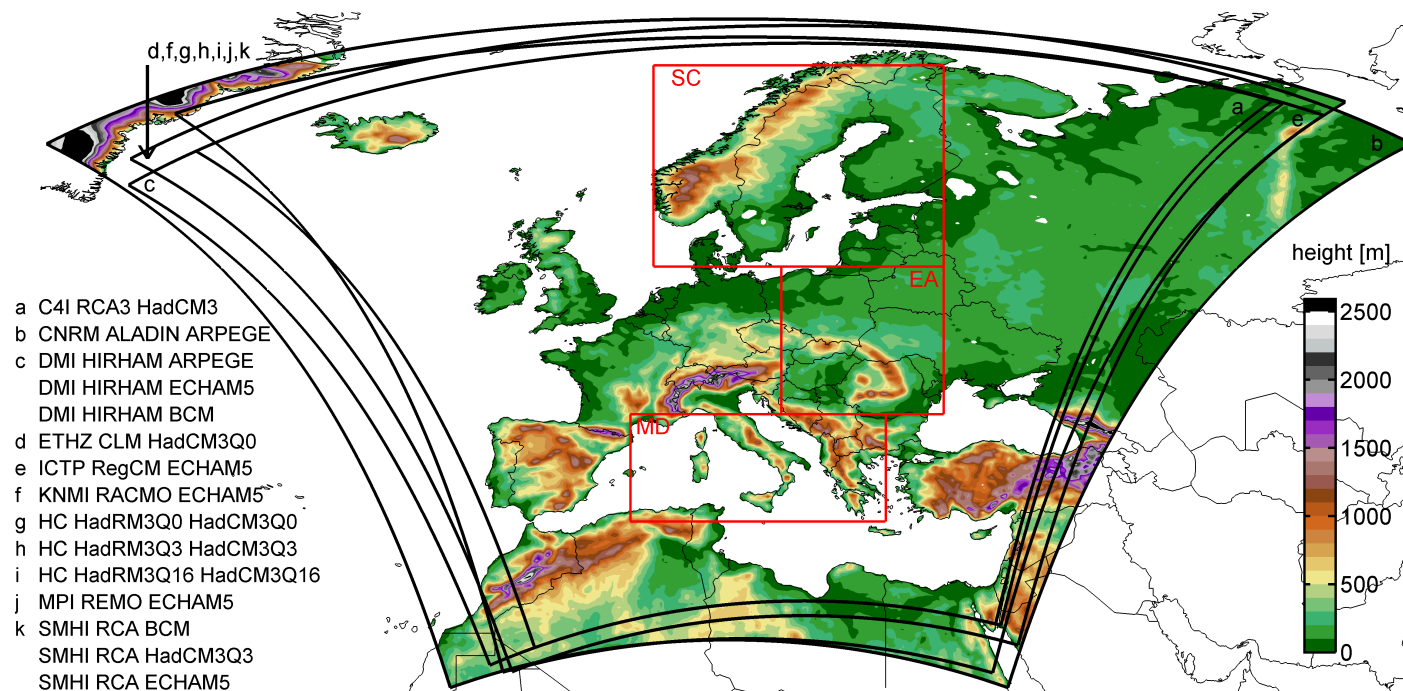 d,f,g,h,i,j,k
SC
a
e
b
c
EA
height [m]
MD
a C4I RCA3 HadCM3
b CNRM ALADIN ARPEGE
c DMI HIRHAM ARPEGE
DMI HIRHAM ECHAM5
DMI HIRHAM BCM
d ETHZ CLM HadCM3Q0
e ICTP RegCM ECHAM5
f KNMI RACMO ECHAM5
g HC HadRM3Q0 HadCM3Q0
h HC HadRM3Q3 HadCM3Q3
i HC HadRM3Q16 HadCM3Q16
j MPI REMO ECHAM5
k SMHI RCA BCM
SMHI RCA HadCM3Q3
SMHI RCA ECHAM5
2500
2000
1500
1000
500
0